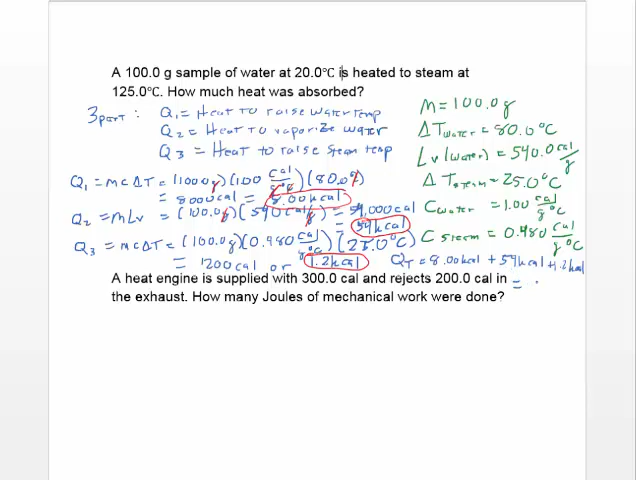 A 100.0 g sample of water at 20.0°C is heated to steam at
125.0°C. How much heat was absorbed?
3 part : Q1 = Heat to raise water temp
Q2 = Heat to vaporize water
Q3 = Heat to raise steam temp
M = 100.0g
ΔTwater = 80.0°C
Lv (water) = 540.0 cal/g
ΔTsteam = 25.0°C
Cwater = 1.00 cal/g°C
Csteam = 0.480 cal/g°C
Q1 = mcΔT = (100.0g)(1.00 cal/g°C)(80.0°)
= 8000cal = 8.00kcal
Q2 = mLv = (100.0g)(540cal/g) = 54,000cal
54kcal
Q3 = mcΔT = (100.0g)(0.480 cal/g°C)(25.0°C)
= 1200cal or 1.2kcal
QT = 8.00kcal + 54kcal + 1.2kcal
=
A heat engine is supplied with 300.0 cal and rejects 200.0 cal in
the exhaust. How many Joules of mechanical work were done?